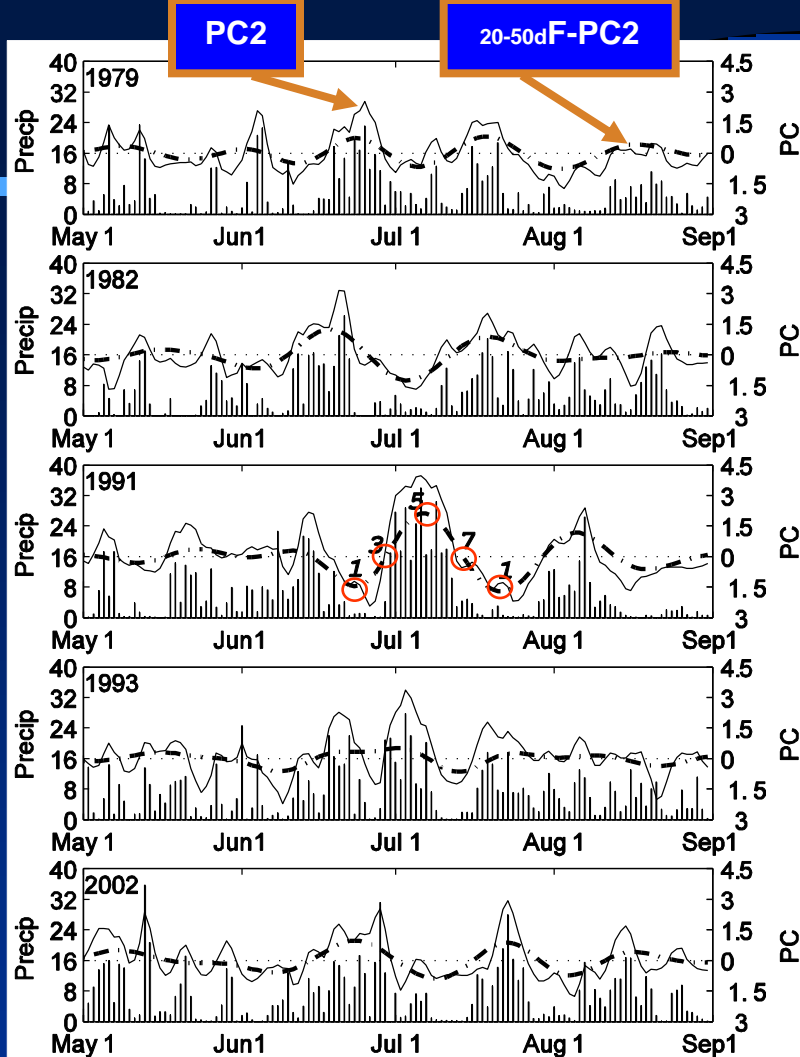 PC2
20-50dF-PC2
1979
Precip
40
32
24
16
8
0
4.5
3
1.5
0
1.5
3
PC
May 1
Jun1
Jul 1
Aug 1
Sep1
1982
Precip
40
32
24
16
8
0
4.5
3
1.5
0
1.5
3
PC
May 1
Jun1
Jul 1
Aug 1
Sep1
1991
Precip
40
32
24
16
8
0
1
3
5
7
1
4.5
3
1.5
0
1.5
3
PC
May 1
Jun1
Jul 1
Aug 1
Sep1
1993
Precip
40
32
24
16
8
0
4.5
3
1.5
0
1.5
3
PC
May 1
Jun1
Jul 1
Aug 1
Sep1
2002
Precip
40
32
24
16
8
0
4.5
3
1.5
0
1.5
3
PC
May 1
Jun1
Jul 1
Aug 1
Sep1